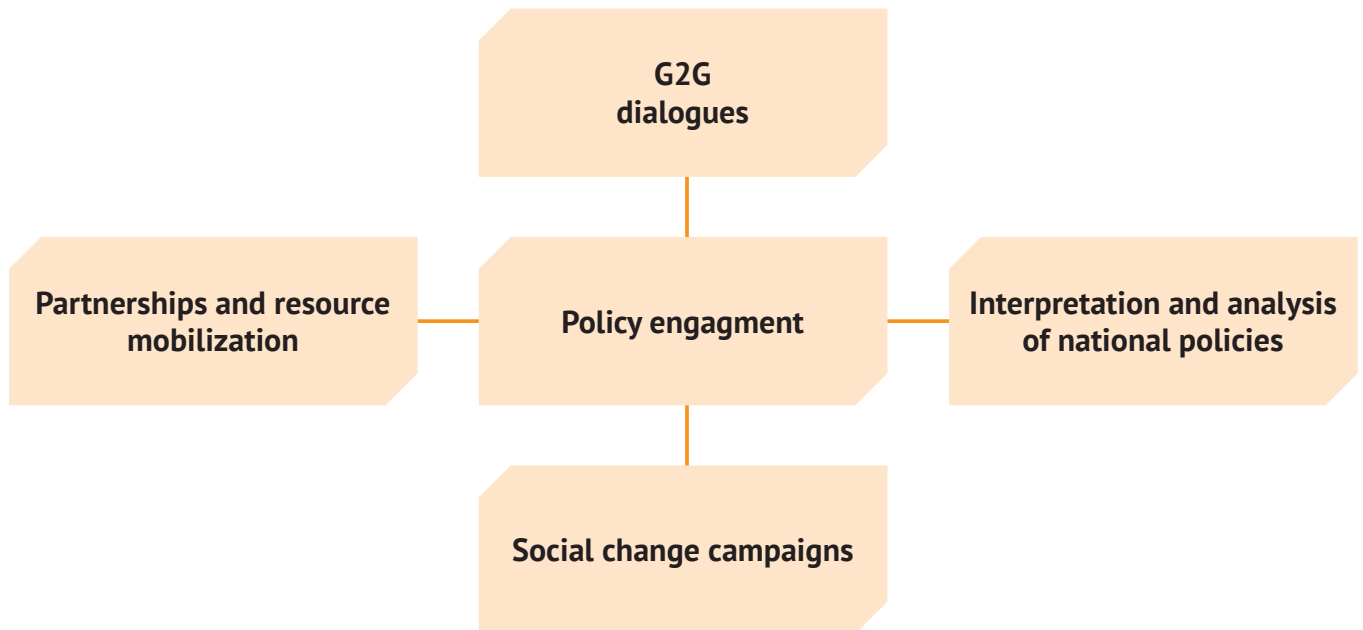 G2G
dialogues
Partnerships and resource
mobilization
Policy engagment
Interpretation and analysis
of national policies
Social change campaigns